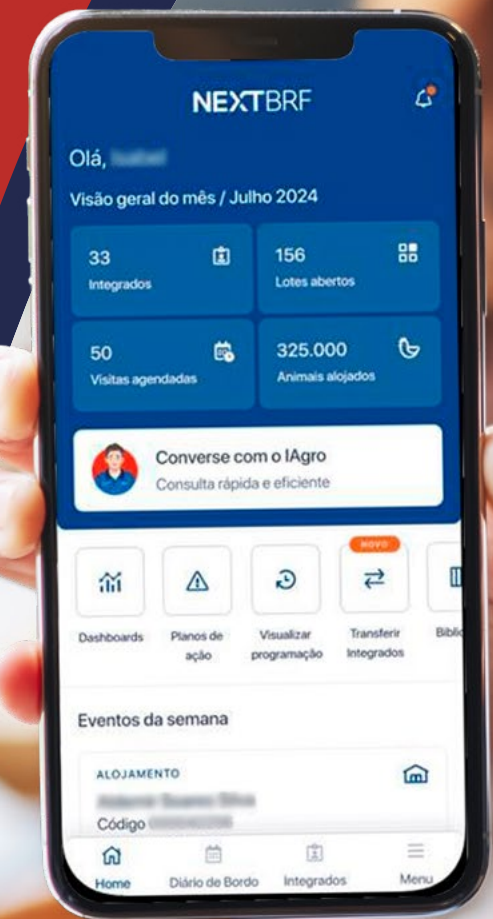 NEXTBRF
Olá,
Visão geral do mês / Julho 2024
33
Integrados
156
Lotes abertos
50
Visitas agendadas
325.000
Animais alojados
Converse com o IAgro
Consulta rápida e eficiente
NOVO
Dashboards
Planos de
ação
Visualizar
programação
Transferir
Integrados
Biblio
Eventos da semana
ALOJAMENTO
Código
Home
Diário de Bordo
Integrados
Menu